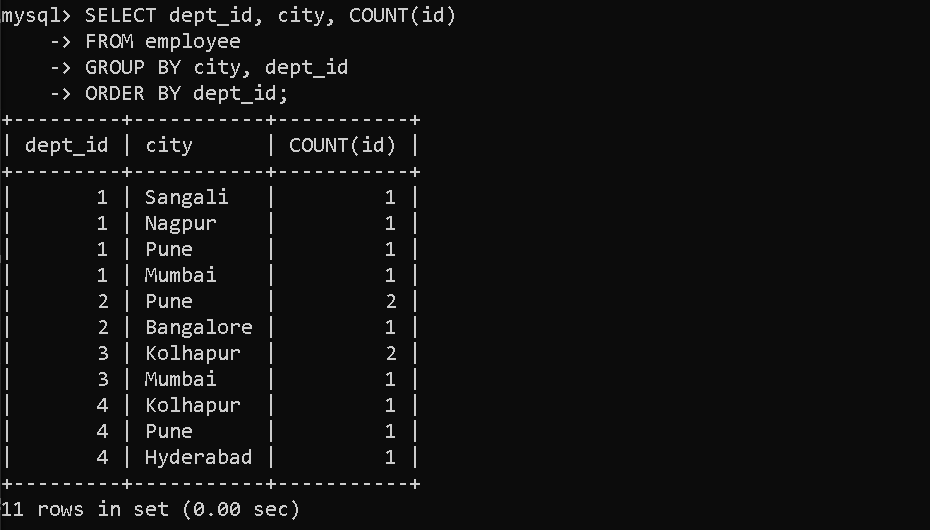 mysql> SELECT dept_id, city, COUNT(id)
    -> FROM employee
    -> GROUP BY city, dept_id
    -> ORDER BY dept_id;
+---------+-----------+-----------+
| dept_id | city      | COUNT(id) |
+---------+-----------+-----------+
|       1 | Sangali   |         1 |
|       1 | Nagpur    |         1 |
|       1 | Pune      |         1 |
|       1 | Mumbai    |         1 |
|       2 | Pune      |         2 |
|       2 | Bangalore |         1 |
|       3 | Kolhapur  |         2 |
|       3 | Mumbai    |         1 |
|       4 | Kolhapur  |         1 |
|       4 | Pune      |         1 |
|       4 | Hyderabad |         1 |
+---------+-----------+-----------+
11 rows in set (0.00 sec)